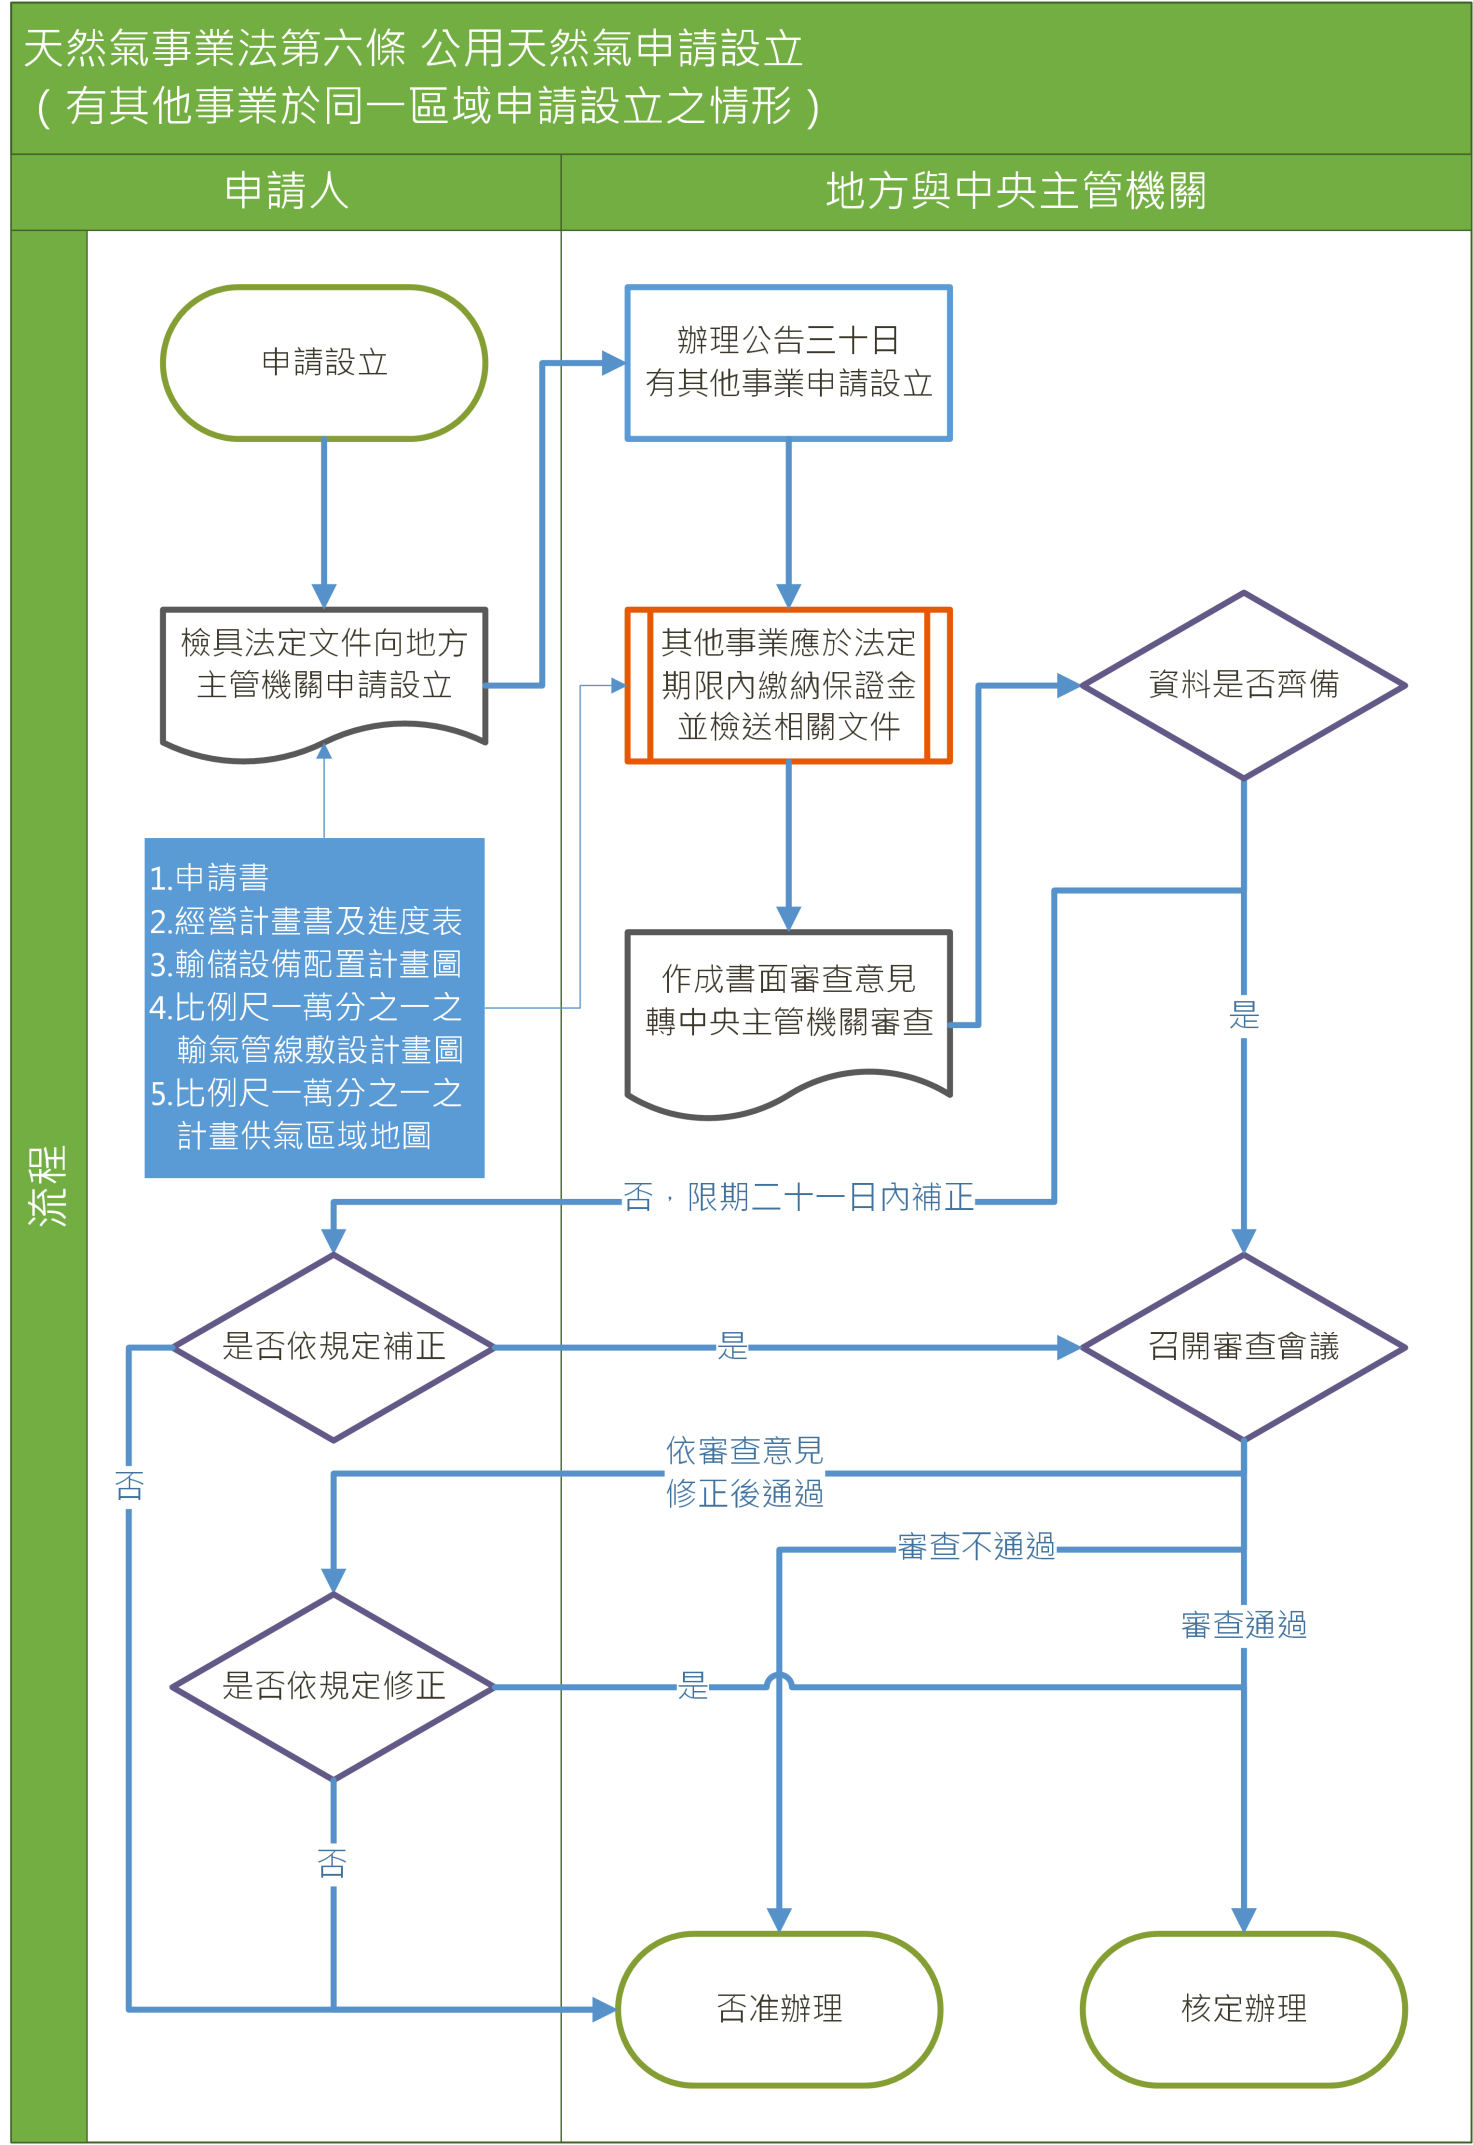 天然氣事業法第六條 公用天然氣申請設立
（有其他事業於同一區域申請設立之情形）
申請人
地方與中央主管機關
流程
申請設立
辦理公告三十日
有其他事業申請設立
檢具法定文件向地方
主管機關申請設立
其他事業應於法定
期限內繳納保證金
並檢送相關文件
資料是否齊備
1.申請書
2.經營計畫書及進度表
3.輸儲設備配置計畫圖
4.比例尺一萬分之一之
輸氣管線敷設計畫圖
5.比例尺一萬分之一之
計畫供氣區域地圖
作成書面審查意見
轉中央主管機關審查
是
否，限期二十一日內補正
是否依規定補正
是
召開審查會議
否
依審查意見
修正後通過
審查不通過
審查通過
是否依規定修正
是
否
否准辦理
核定辦理